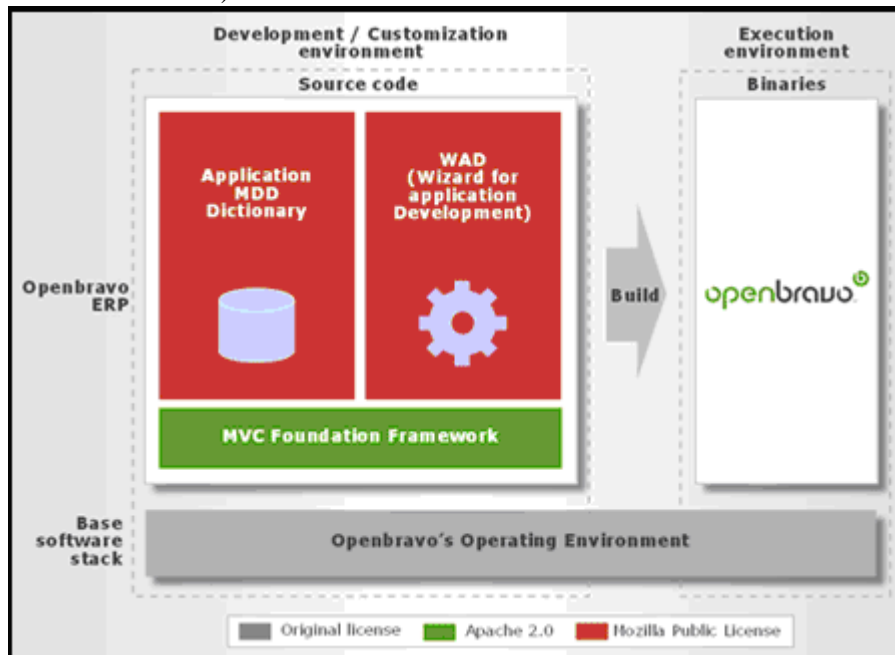 Development / Customization
environment
Execution
environment
Source code
Binaries
Application
MDD
Dictionary
WAD
(Wizard for
application
Development)
Openbravo
ERP
Build
openbravo
MVC Foundation Framework
Base
software
stack
Openbravo's Operating Environment
Original license
Apache 2.0
Mozilla Public License